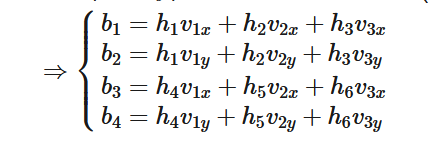 ⇒ { b₁ = h₁v₁ₓ + h₂v₂ₓ + h₃v₃ₓ
b₂ = h₁v₁ᵧ + h₂v₂ᵧ + h₃v₃ᵧ
b₃ = h₄v₁ₓ + h₅v₂ₓ + h₆v₃ₓ
b₄ = h₄v₁ᵧ + h₅v₂ᵧ + h₆v₃ᵧ